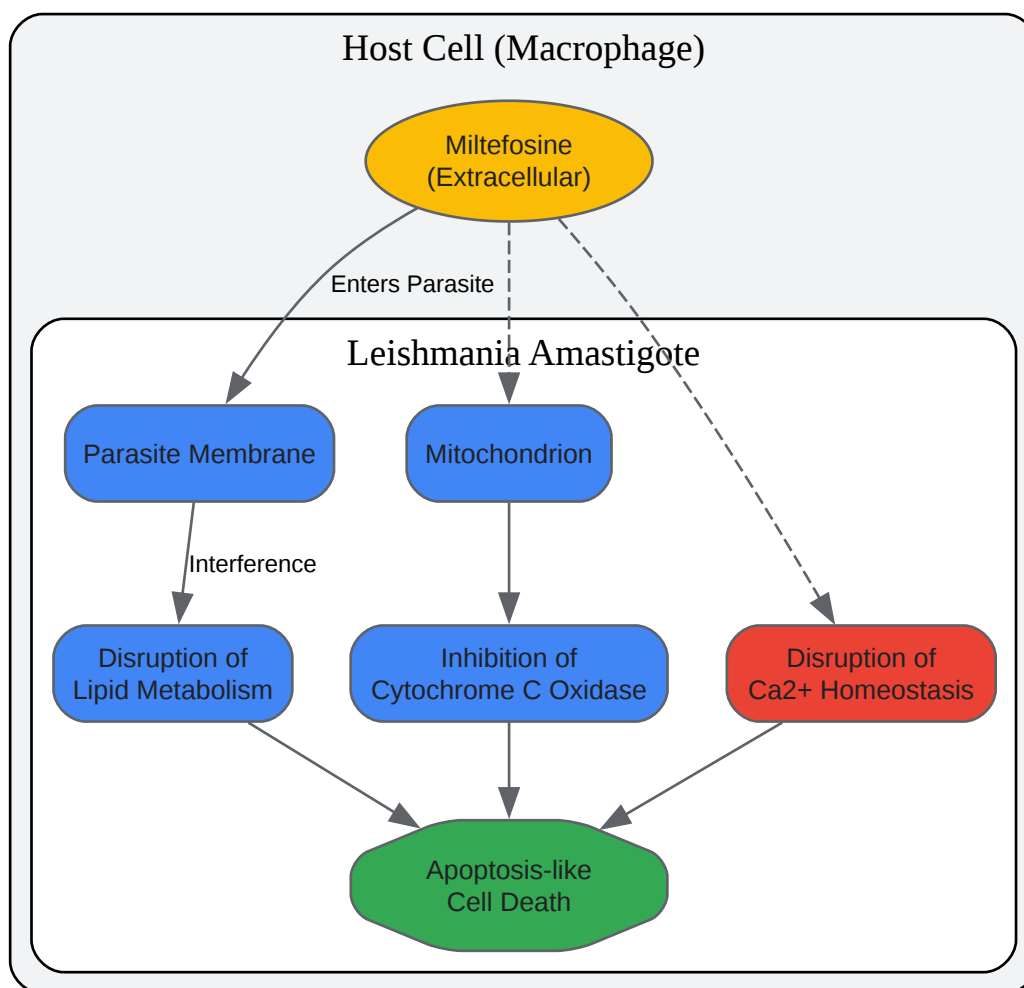 Host Cell (Macrophage)
Miltefosine
(Extracellular)
Enters Parasite
Leishmania Amastigote
Parasite Membrane
Mitochondrion
Interference
Disruption of
Lipid Metabolism
Inhibition of
Cytochrome C Oxidase
Disruption of
Ca2+ Homeostasis
Apoptosis-like
Cell Death